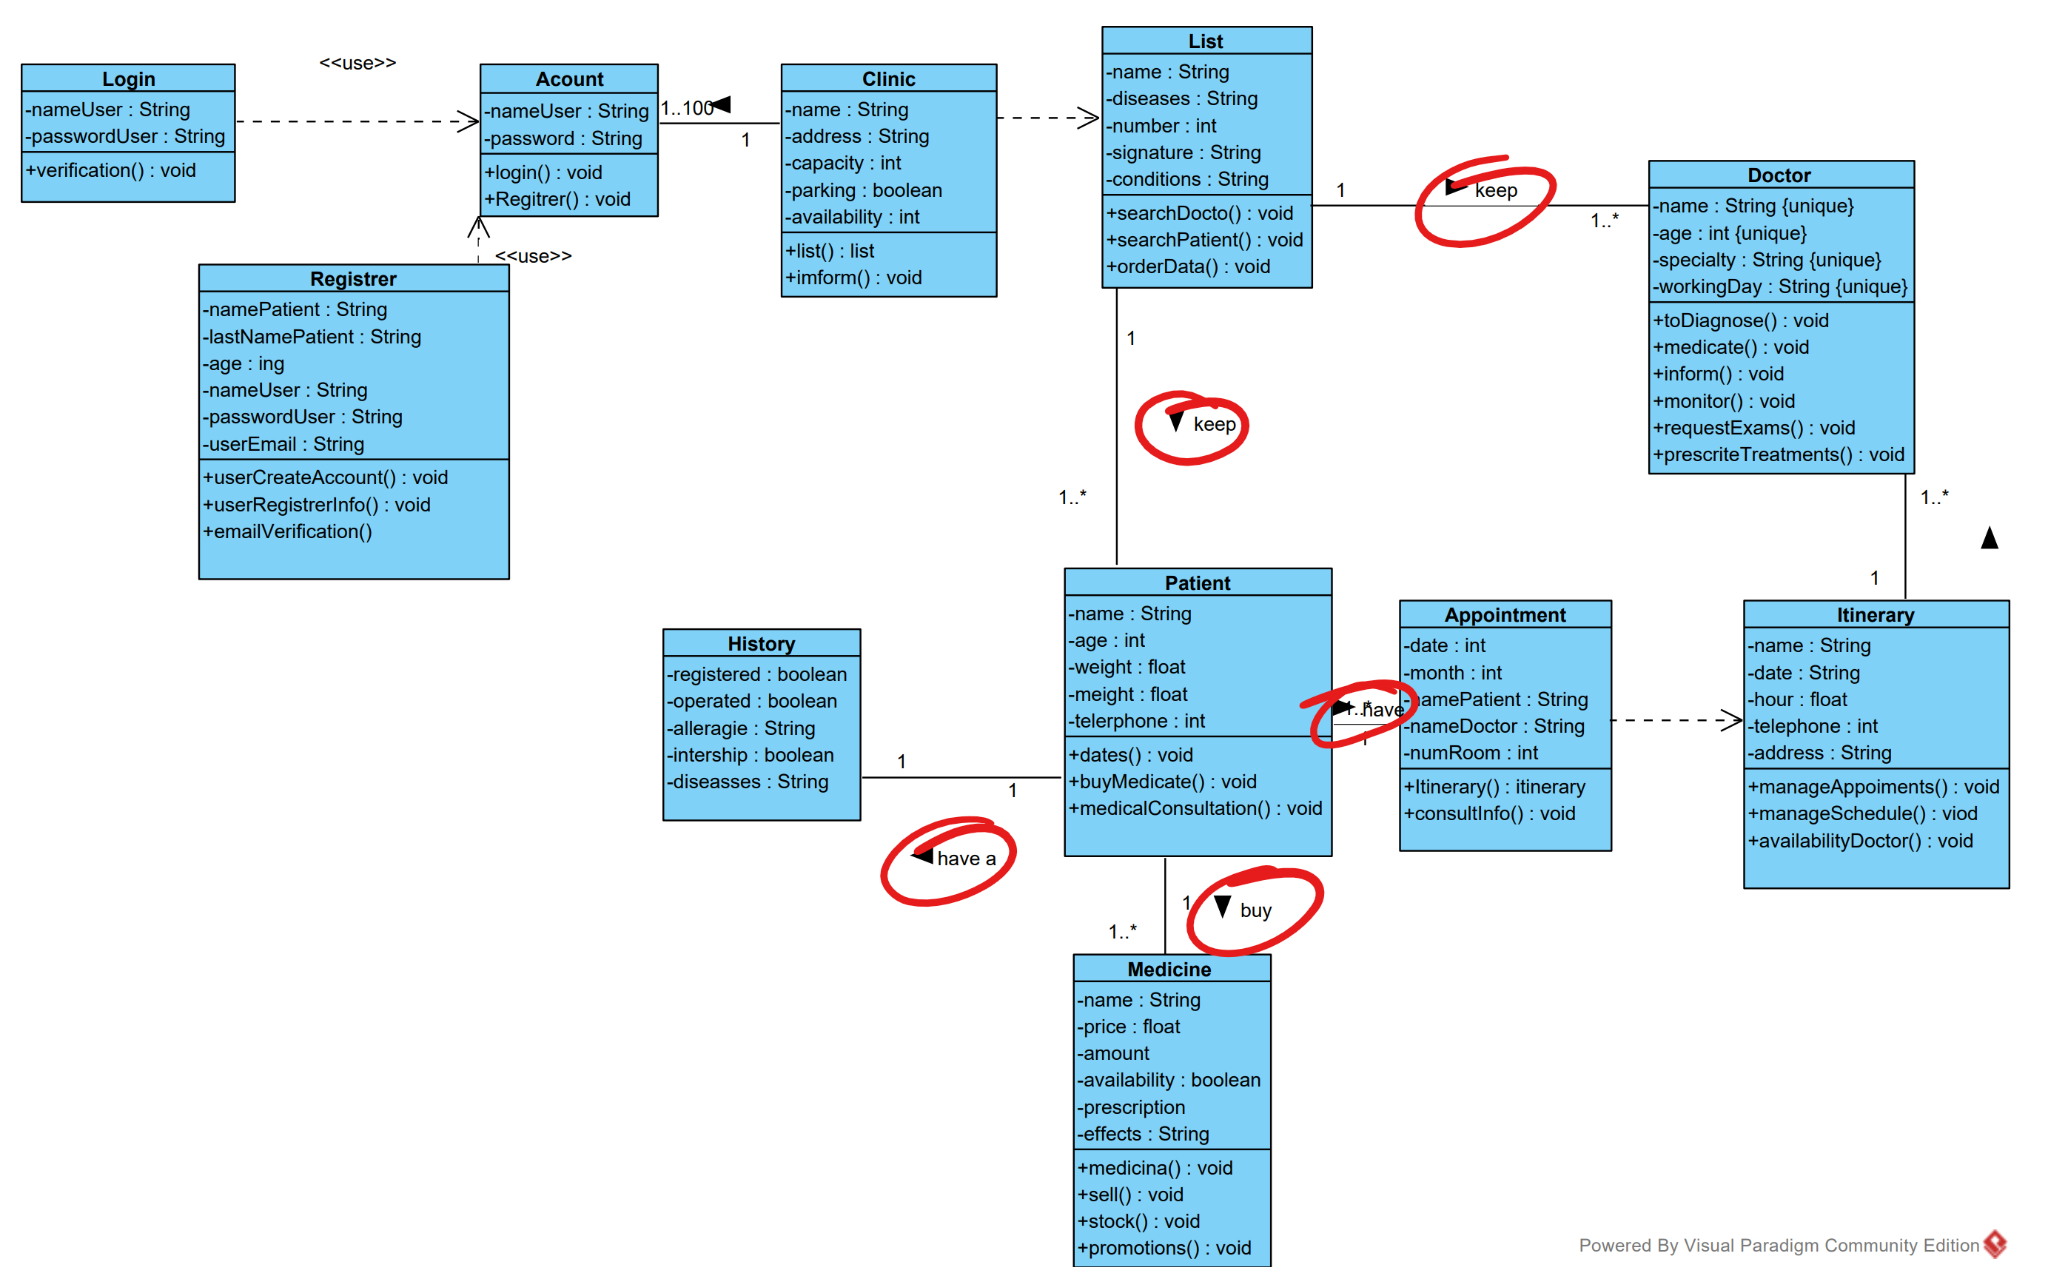 <<use>>
Login
-nameUser : String
-passwordUser : String
+verification() : void
Acount
-nameUser : String
-password : String
+login() : void
+Regitrer() : void
1..100
1
Clinic
-name : String
-address : String
-capacity : int
-parking : boolean
-availability : int
+list() : list
+imform() : void
List
-name : String
-diseases : String
-number : int
-signature : String
-conditions : String
+searchDocto() : void
+searchPatient() : void
+orderData() : void
1
keep
1..*
Doctor
-name : String {unique}
-age : int {unique}
-specialty : String {unique}
-workingDay : String {unique}
+toDiagnose() : void
+medicate() : void
+inform() : void
+monitor() : void
+requestExams() : void
+prescriteTreatments() : void
<<use>>
Registrer
-namePatient : String
-lastNamePatient : String
-age : ing
-nameUser : String
-passwordUser : String
-userEmail : String
+userCreateAccount() : void
+userRegistrerInfo() : void
+emailVerification()
1
keep
1..*
1..*
1
History
-registered : boolean
-operated : boolean
-alleragie : String
-intership : boolean
-diseasses : String
1
1
have a
Patient
-name : String
-age : int
-weight : float
-meight : float
-telerphone : int
+dates() : void
+buyMedicate() : void
+medicalConsultation() : void
1..*
have
1
Appointment
-date : int
-month : int
-namePatient : String
-nameDoctor : String
-numRoom : int
+Itinerary() : itinerary
+consultInfo() : void
Itinerary
-name : String
-date : String
-hour : float
-telephone : int
-address : String
+manageAppoiments() : void
+manageSchedule() : viod
+availabilityDoctor() : void
1
buy
1..*
Medicine
-name : String
-price : float
-amount
-availability : boolean
-prescription
-effects : String
+medicina() : void
+sell() : void
+stock() : void
+promotions() : void
Powered By Visual Paradigm Community Edition